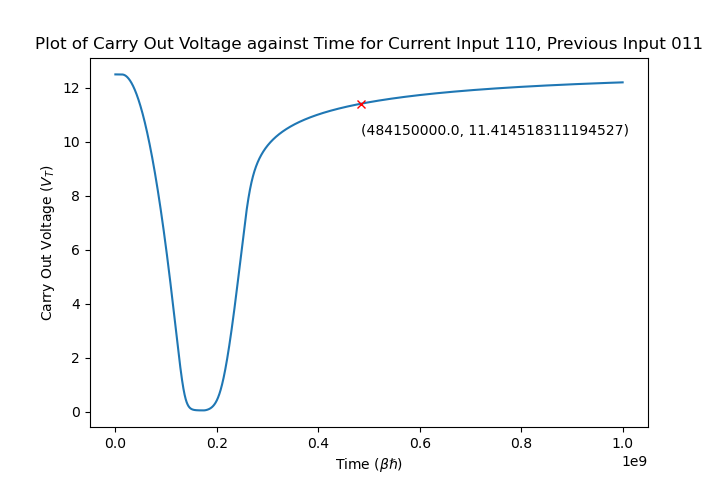 Plot of Carry Out Voltage against Time for Current Input 110, Previous Input 011
12
10
8
6
4
2
0
Carry Out Voltage (V_T)
(484150000.0, 11.414518311194527)
0.0 0.2 0.4 0.6 0.8 1.0
1e9
Time (βℏ)